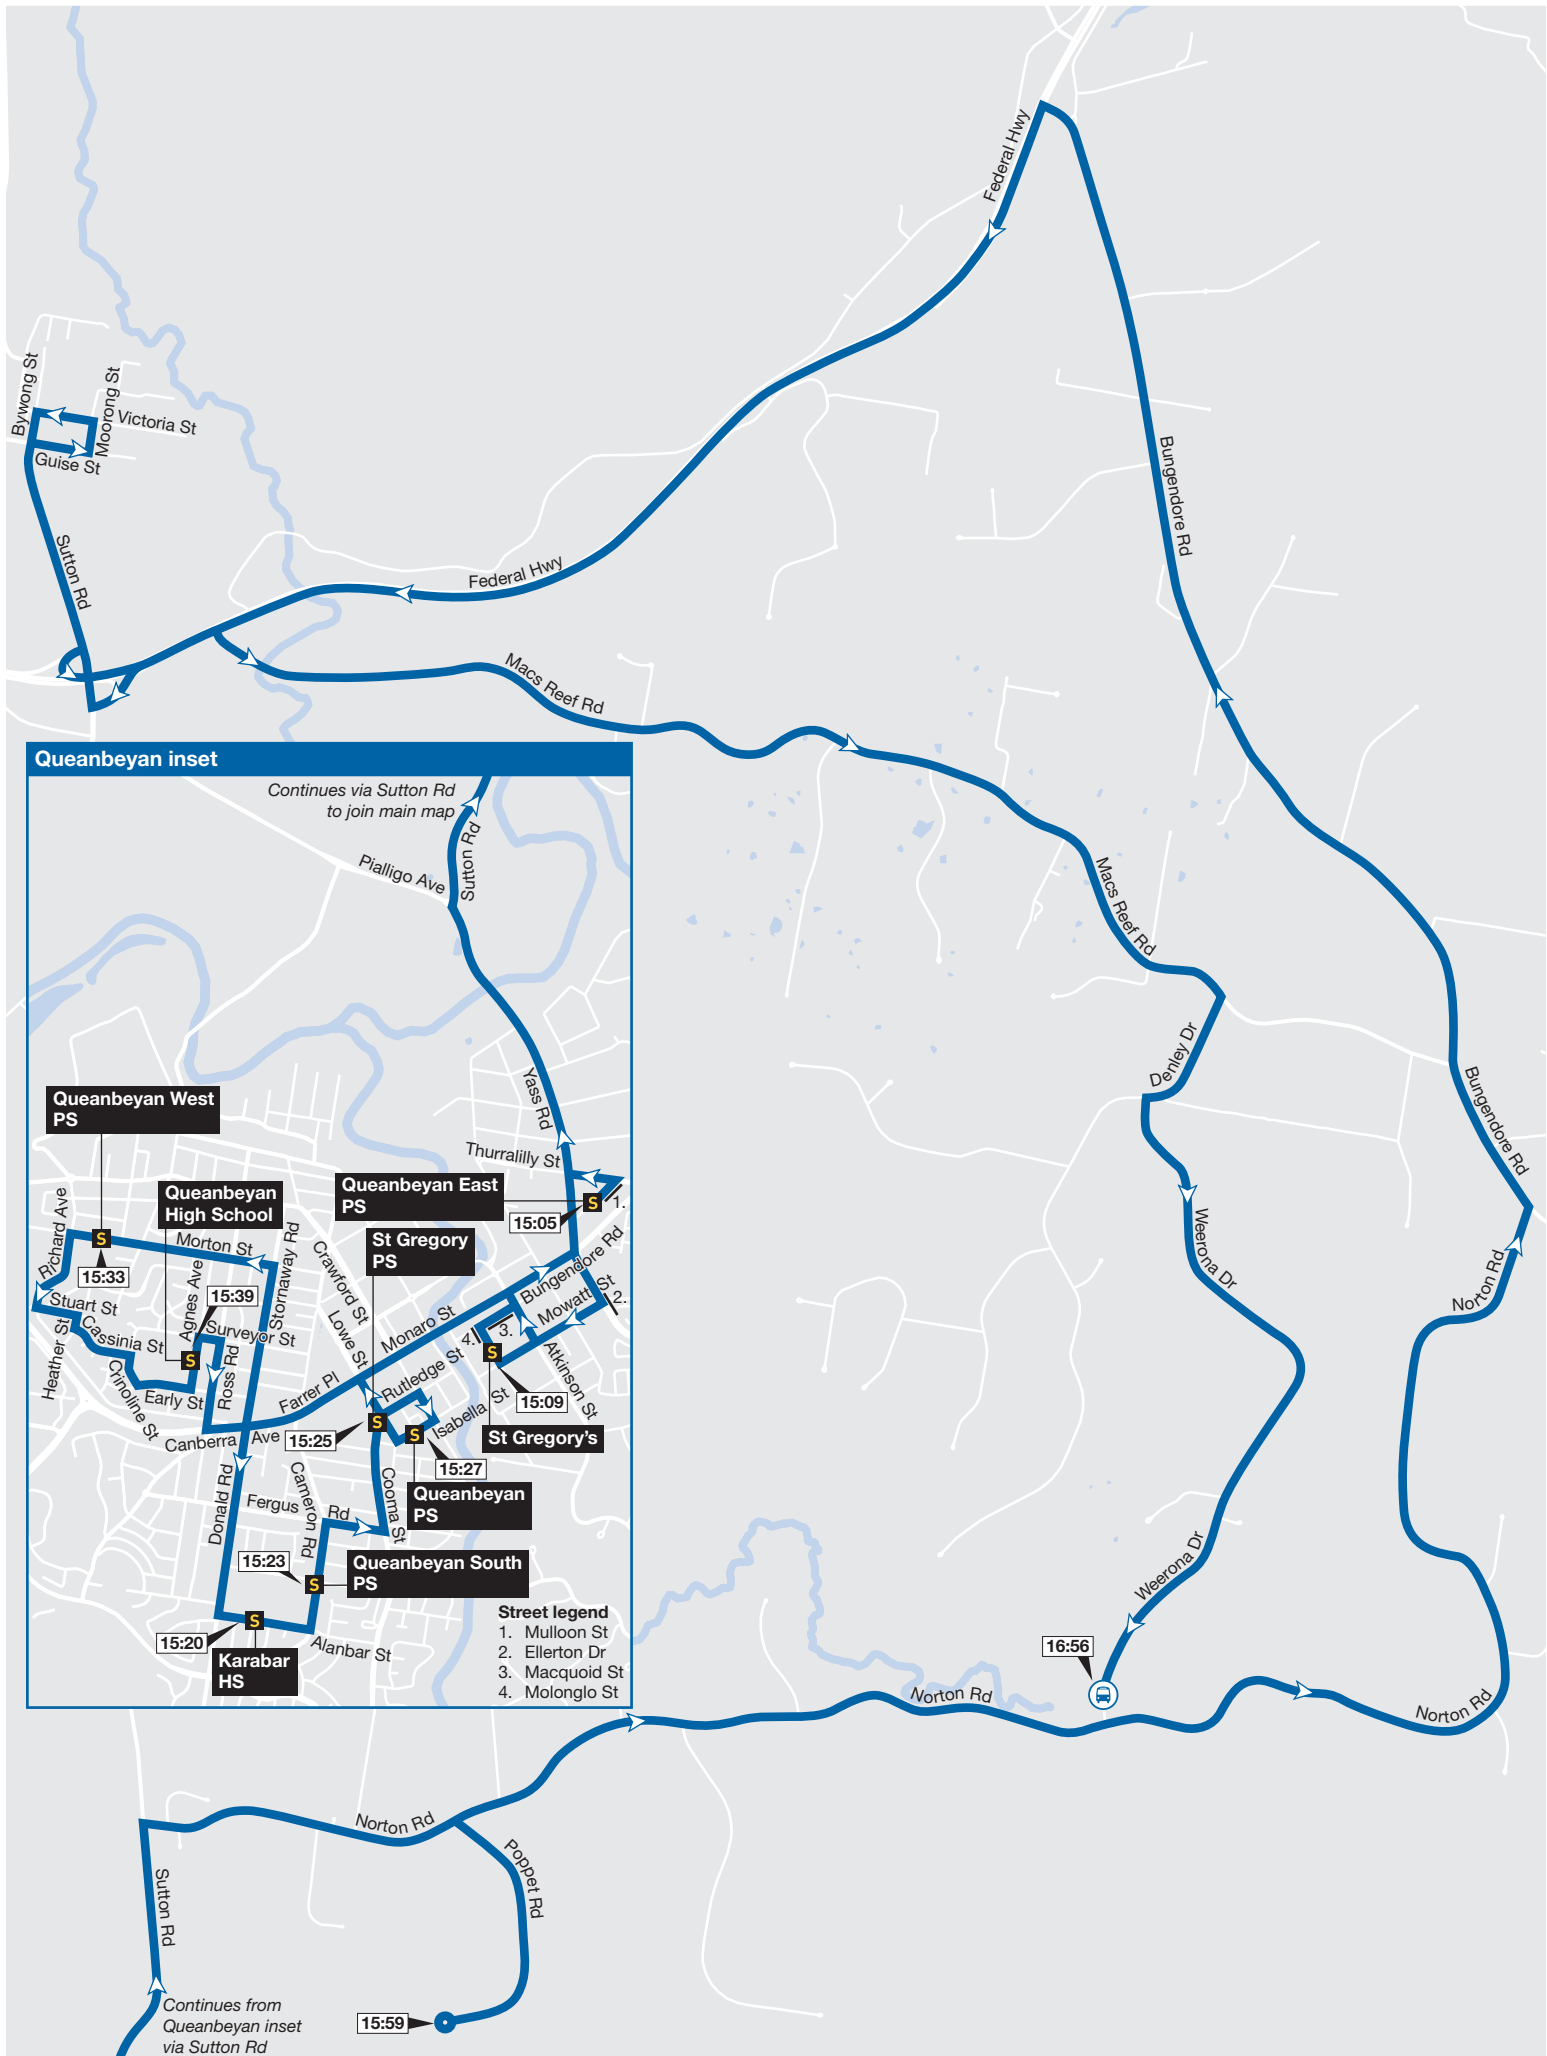 Federal Hwy
Bywong St
Moorong St
Victoria St
Guise St
Bungendore Rd
Sutton Rd
Federal Hwy
Macs Reef Rd
Queanbeyan inset
Continues via Sutton Rd
to join main map
Sutton Rd
Pialligo Ave
Macs Reef Rd
Denley Dr
Bungendore Rd
Yass Rd
Queanbeyan West
PS
Thurralilly St
Queanbeyan East
PS
1.
15:05
Queanbeyan
High School
St Gregory
PS
Richard Ave
Morton St
Stornaway Rd
Crawford St
Bungendore Rd
Weerona Dr
15:33
15:39
Agnes Ave
Stuart St
Mowatt St
2.
Norton Rd
Cassinia St
Surveyor St
Lowe St
Monaro St
4.
3.
Heather St
Crinoline St
Early St
Ross Rd
Farrer Pl
Rutledge St
Atkinson St
15:09
Isabella St
Canberra Ave
15:25
St Gregory's
15:27
Donald Rd
Cameron Rd
Fergus Rd
Cooma St
Queanbeyan
PS
15:23
Queanbeyan South
PS
Weerona Dr
15:20
Alanbar St
Karabar
HS
Street legend
1. Mulloon St
2. Ellerton Dr
3. Macquoid St
4. Molonglo St
16:56
Norton Rd
Norton Rd
Norton Rd
Poppet Rd
Sutton Rd
Continues from
Queanbeyan inset
via Sutton Rd
15:59